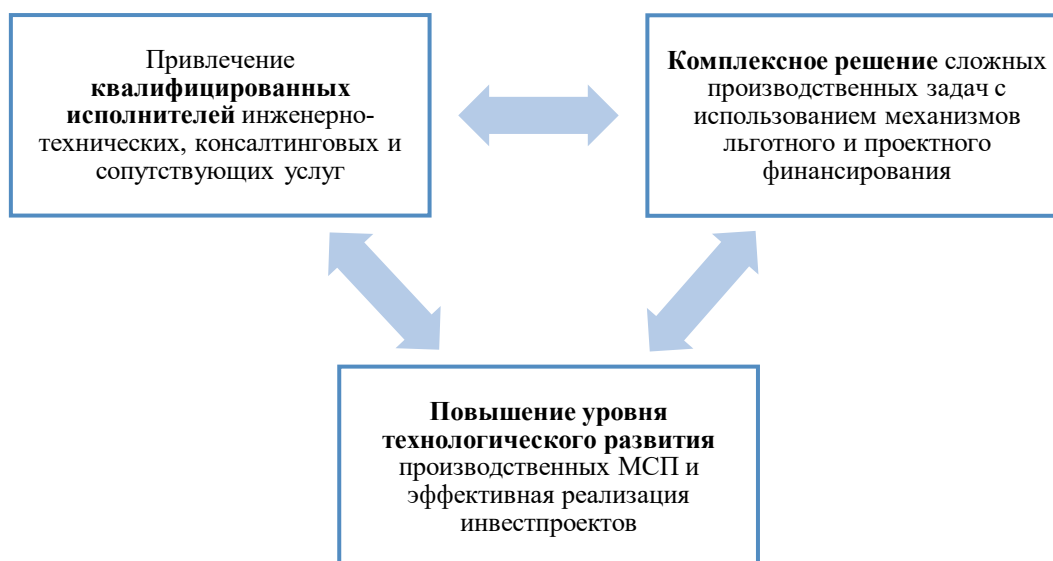 Привлечение
квалифицированных
исполнителей инженерно-
технических, консалтинговых и
сопутствующих услуг
Комплексное решение сложных
производственных задач с
использованием механизмов
льготного и проектного
финансирования
Повышение уровня
технологического развития
производственных МСП и
эффективная реализация
инвестпроектов